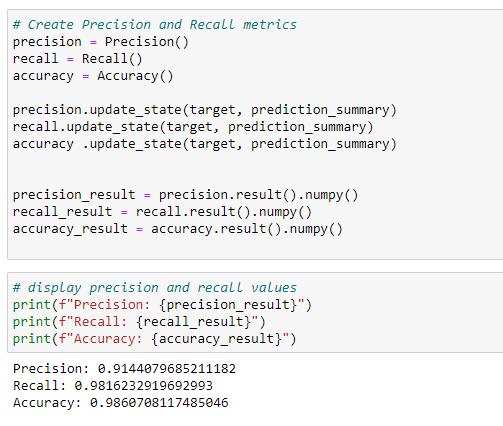 # Create Precision and Recall metrics
precision = Precision()
recall = Recall()
accuracy = Accuracy()
precision.update_state(target, prediction_summary)
recall.update_state(target, prediction_summary)
accuracy .update_state(target, prediction_summary)
precision_result = precision.result().numpy()
recall_result = recall.result().numpy()
accuracy_result = accuracy.result().numpy()
# display precision and recall values
print(f"Precision: {precision_result}")
print(f"Recall: {recall_result}")
print(f"Accuracy: {accuracy_result}")
Precision: 0.9144079685211182
Recall: 0.9816232919692993
Accuracy: 0.9860708117485046